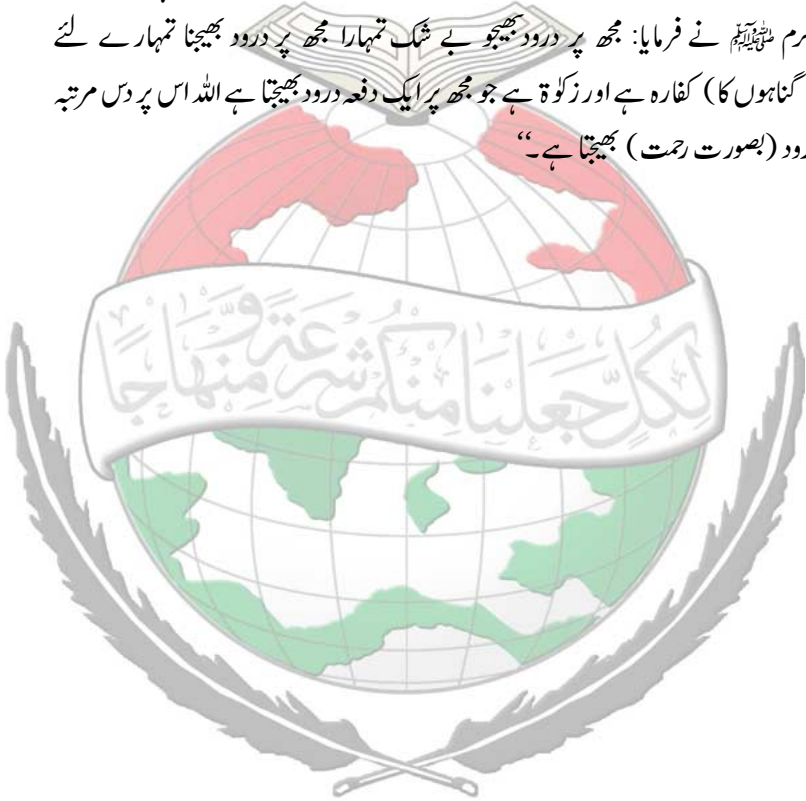 رم ﷺ نے فرمایا: مجھ پر درود بھیجو بے شک تمہارا مجھ پر درود بھیجنا تمہارے لئے
گناہوں کا) کفارہ ہے اور زکوٰۃ ہے جو مجھ پر ایک دفعہ درود بھیجتا ہے اللہ اس پر دس مرتبہ
رود (بصورت رحمت) بھیجتا ہے۔‘‘
لِكُلٍّ جَعَلْنَا مِنْكُمْ شِرْعَةً وَّ مِنْهَاجًا